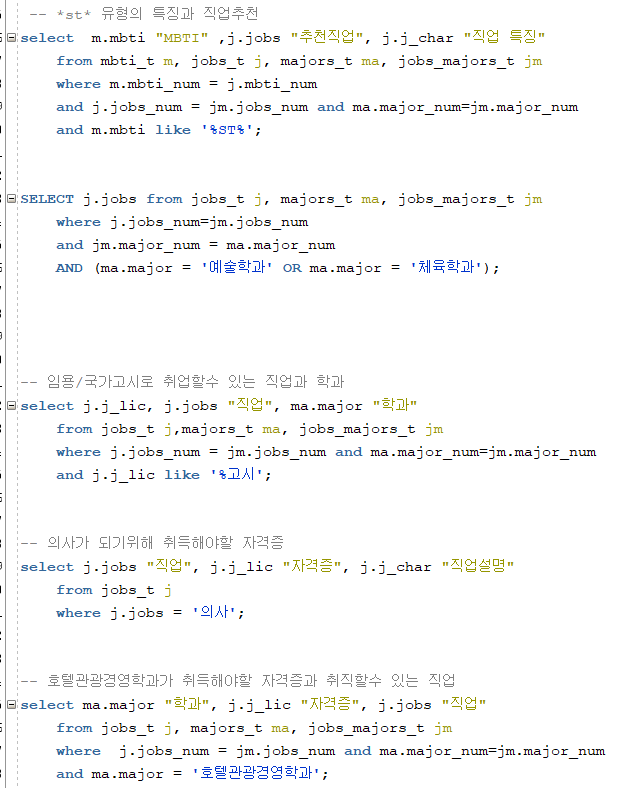 -- *st* 유형의 특징과 직업추천
select  m.mbti "MBTI" ,j.jobs "추천직업", j.j_char "직업 특징"
from mbti_t m, jobs_t j, majors_t ma, jobs_majors_t jm
where m.mbti_num = j.mbti_num
and j.jobs_num = jm.jobs_num and ma.major_num=jm.major_num
and m.mbti like '%ST%';
SELECT j.jobs from jobs_t j, majors_t ma, jobs_majors_t jm
where j.jobs_num=jm.jobs_num
and jm.major_num = ma.major_num
AND (ma.major = '예술학과' OR ma.major = '체육학과');
-- 임용/국가고시로 취업할수 있는 직업과 학과
select j.j_lic, j.jobs "직업", ma.major "학과"
from jobs_t j,majors_t ma, jobs_majors_t jm
where j.jobs_num = jm.jobs_num and ma.major_num=jm.major_num
and j.j_lic like '%고시';
-- 의사가 되기위해 취득해야할 자격증
select j.jobs "직업", j.j_lic "자격증", j.j_char "직업설명"
from jobs_t j
where j.jobs = '의사';
-- 호텔관광경영학과가 취득해야할 자격증과 취직할수 있는 직업
select ma.major "학과", j.j_lic "자격증", j.jobs "직업"
from jobs_t j, majors_t ma, jobs_majors_t jm
where  j.jobs_num = jm.jobs_num and ma.major_num=jm.major_num
and ma.major = '호텔관광경영학과';